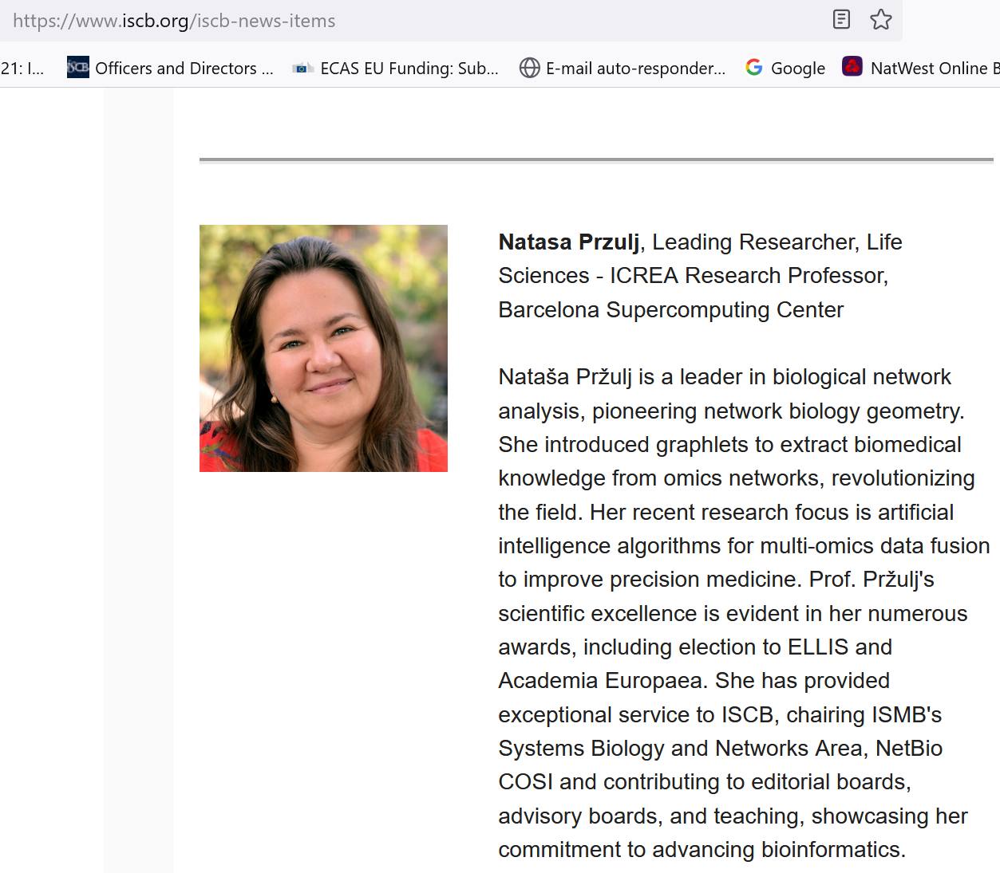 https://www.iscb.org/iscb-news-items
21: I... ISCB Officers and Directors ... ECAS EU Funding: Sub... E-mail auto-responder... Google NatWest Online B
Natasa Przulj, Leading Researcher, Life
Sciences - ICREA Research Professor,
Barcelona Supercomputing Center
Nataša Pržulj is a leader in biological network
analysis, pioneering network biology geometry.
She introduced graphlets to extract biomedical
knowledge from omics networks, revolutionizing
the field. Her recent research focus is artificial
intelligence algorithms for multi-omics data fusion
to improve precision medicine. Prof. Pržulj's
scientific excellence is evident in her numerous
awards, including election to ELLIS and
Academia Europaea. She has provided
exceptional service to ISCB, chairing ISMB's
Systems Biology and Networks Area, NetBio
COSI and contributing to editorial boards,
advisory boards, and teaching, showcasing her
commitment to advancing bioinformatics.